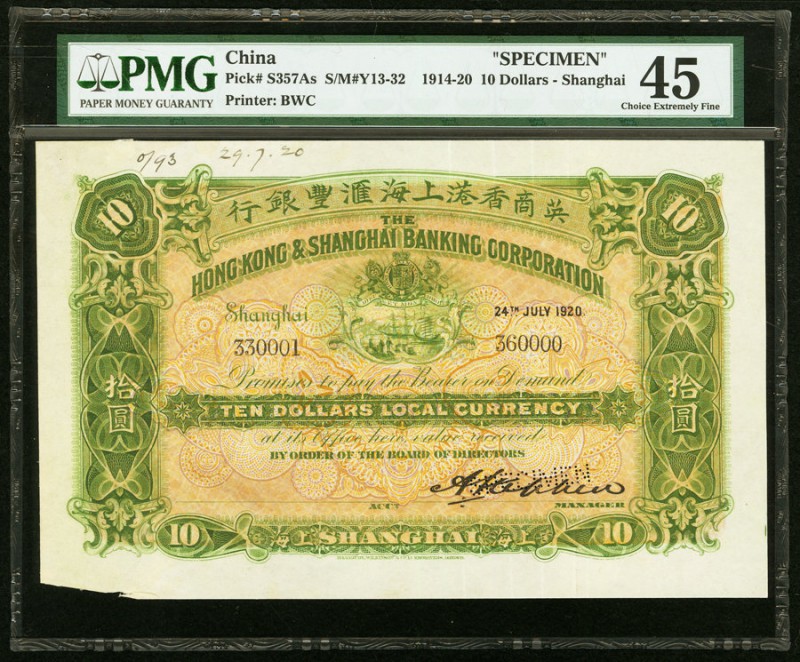 PMG
PAPER MONEY GUARANTY
China
"SPECIMEN"
Pick# S357As S/M#Y13-32 1914-20 10 Dollars - Shanghai
Printer: BWC
45
Choice Extremely Fine
0/93 29.7.20
行銀豐滙海上港香商英
10 10
THE
HONG KONG & SHANGHAI BANKING CORPORATION
Shanghai 24TH JULY 1920.
330001 360000
Promises to pay the Bearer on Demand
拾圓 拾圓
TEN DOLLARS LOCAL CURRENCY
at its Office here value received
BY ORDER OF THE BOARD OF DIRECTORS
SPECIMEN
ACCT MANAGER
10 SHANGHAI 10